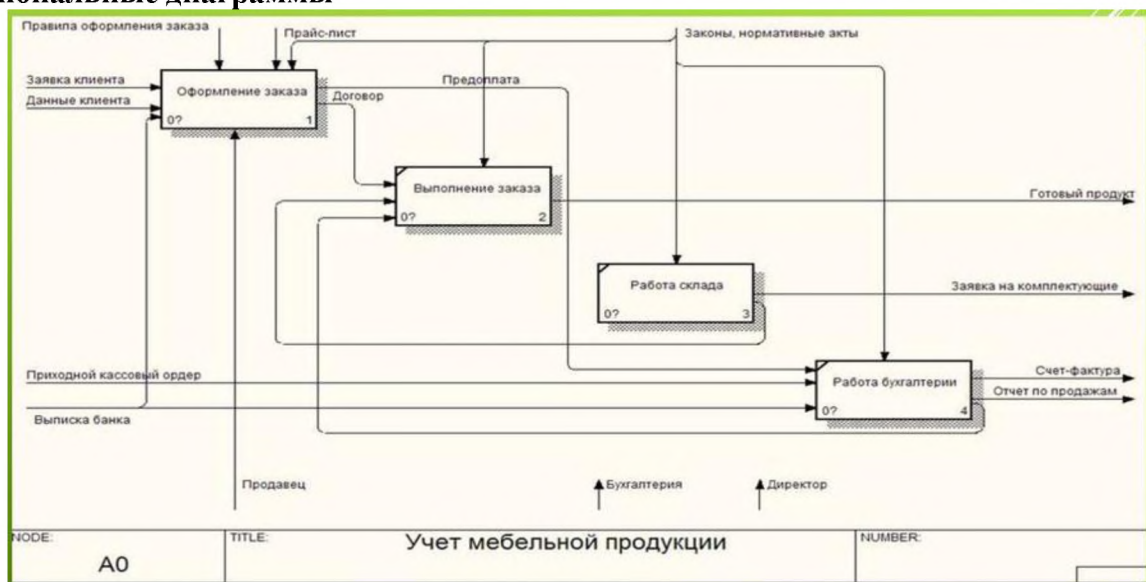 иональные диаграммы
Правила оформления заказа
Прайс-лист
Законы, нормативные акты
Заявка клиента
Данные клиента
Оформление заказа
0? 1
Предоплата
Договор
Выполнение заказа
0? 2
Готовый продукт
Работа склада
0? 3
Заявка на комплектующие
Приходной кассовый ордер
Выписка банка
Работа бухгалтерии
0? 4
Счет-фактура
Отчет по продажам
Продавец
Бухгалтерия
Директор
NODE:
A0
TITLE:
Учет мебельной продукции
NUMBER: